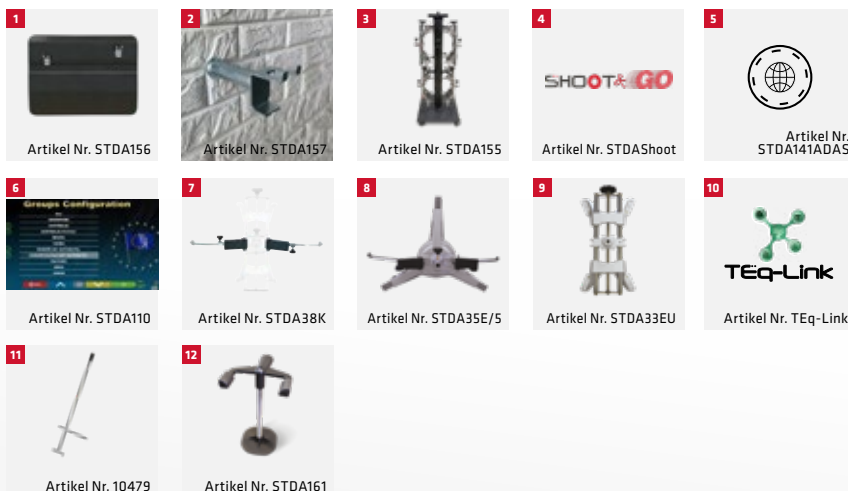 1
Artikel Nr. STDA156
2
Artikel Nr. STDA157
3
Artikel Nr. STDA155
4
SHOOT & GO
Artikel Nr. STDAShoot
5
Artikel Nr.
STDA141ADAS
6
Groups Configuration
Artikel Nr. STDA110
7
Artikel Nr. STDA38K
8
Artikel Nr. STDA35E/5
9
Artikel Nr. STDA33EU
10
TEq-Link
Artikel Nr. TEq-Link
11
Artikel Nr. 10479
12
Artikel Nr. STDA161